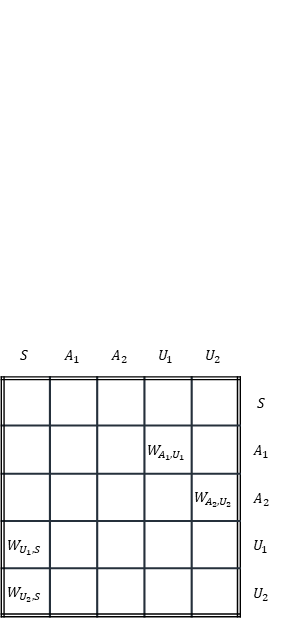 S A₁ A₂ U₁ U₂
S
W_{A₁,U₁} A₁
W_{A₂,U₂} A₂
W_{U₁,S} U₁
W_{U₂,S} U₂